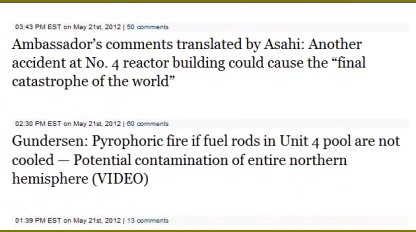 03:43 PM EST on May 21st, 2012 | 50 comments
Ambassador’s comments translated by Asahi: Another
accident at No. 4 reactor building could cause the “final
catastrophe of the world”
02:30 PM EST on May 21st, 2012 | 60 comments
Gundersen: Pyrophoric fire if fuel rods in Unit 4 pool are not
cooled — Potential contamination of entire northern
hemisphere (VIDEO)
01:39 PM EST on May 21st, 2012 | 13 comments